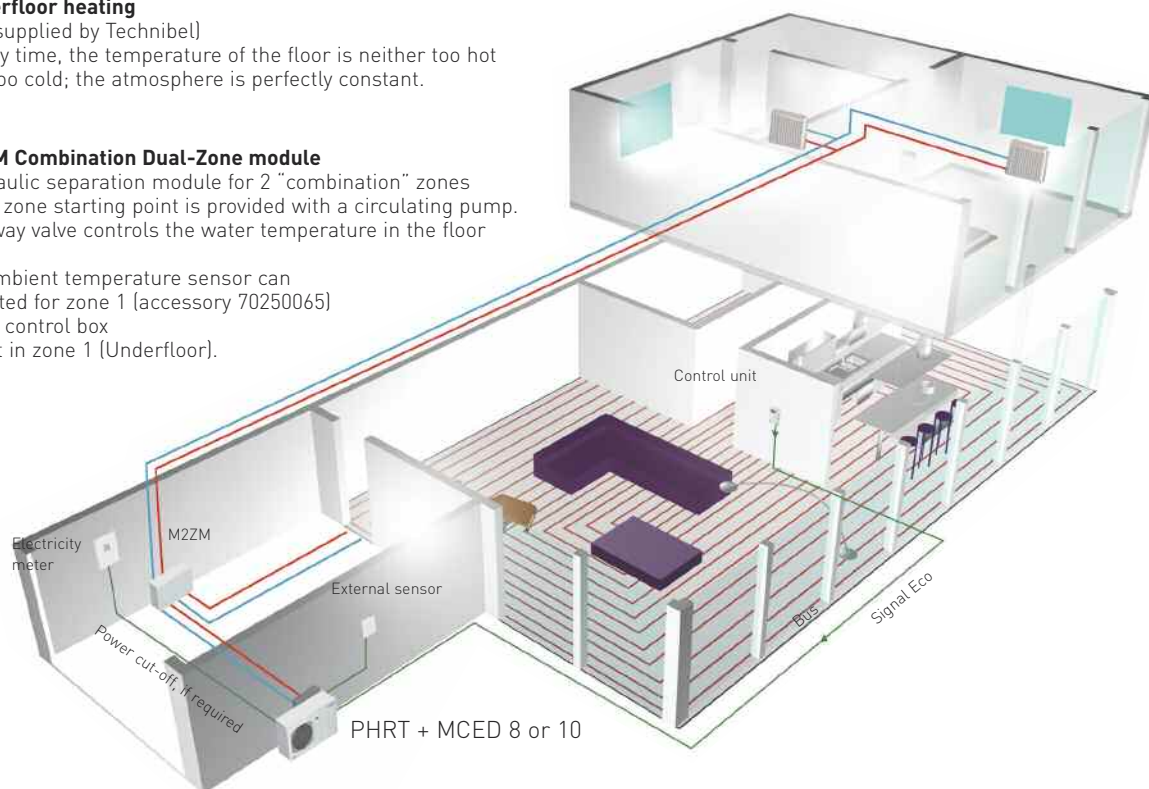 erfloor heating
supplied by Technibel)
y time, the temperature of the floor is neither too hot
oo cold; the atmosphere is perfectly constant.
M Combination Dual-Zone module
aulic separation module for 2 “combination” zones
zone starting point is provided with a circulating pump.
way valve controls the water temperature in the floor
mbient temperature sensor can
ted for zone 1 (accessory 70250065)
control box
t in zone 1 (Underfloor).
Control unit
Electricity
meter
M2ZM
External sensor
Power cut-off, if required
Bus
Signal Eco
PHRT + MCED 8 or 10